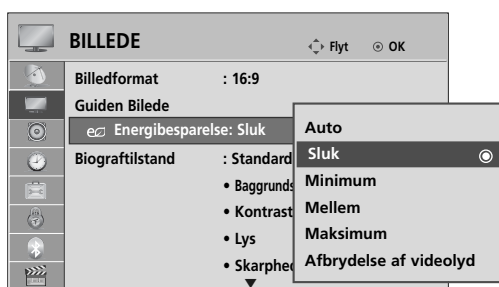 BILLEDE
Flyt OK
Billedformat : 16:9
Guiden Bilede
Energibesparelse: Sluk
Biograftilstand : Standard
• Kontrast
• Lys
Auto
Sluk
Minimum
Mellem
Maksimum
Afbrydelse af videolyd